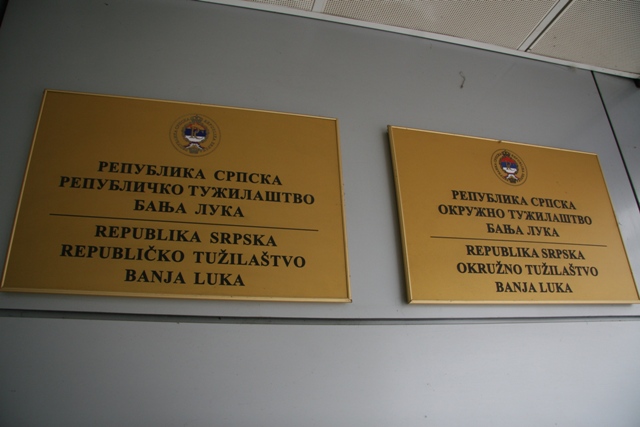 РЕПУБЛИКА СРПСКА
РЕПУБЛИЧКО ТУЖИЛАШТВО
БАЊА ЛУКА
REPUBLIKA SRPSKA
REPUBLIČKO TUŽILAŠTVO
BANJA LUKA
РЕПУБЛИКА СРПСКА
ОКРУЖНО ТУЖИЛАШТВО
БАЊА ЛУКА
REPUBLIKA SRPSKA
OKRUŽNO TUŽILAŠTVO
BANJA LUKA